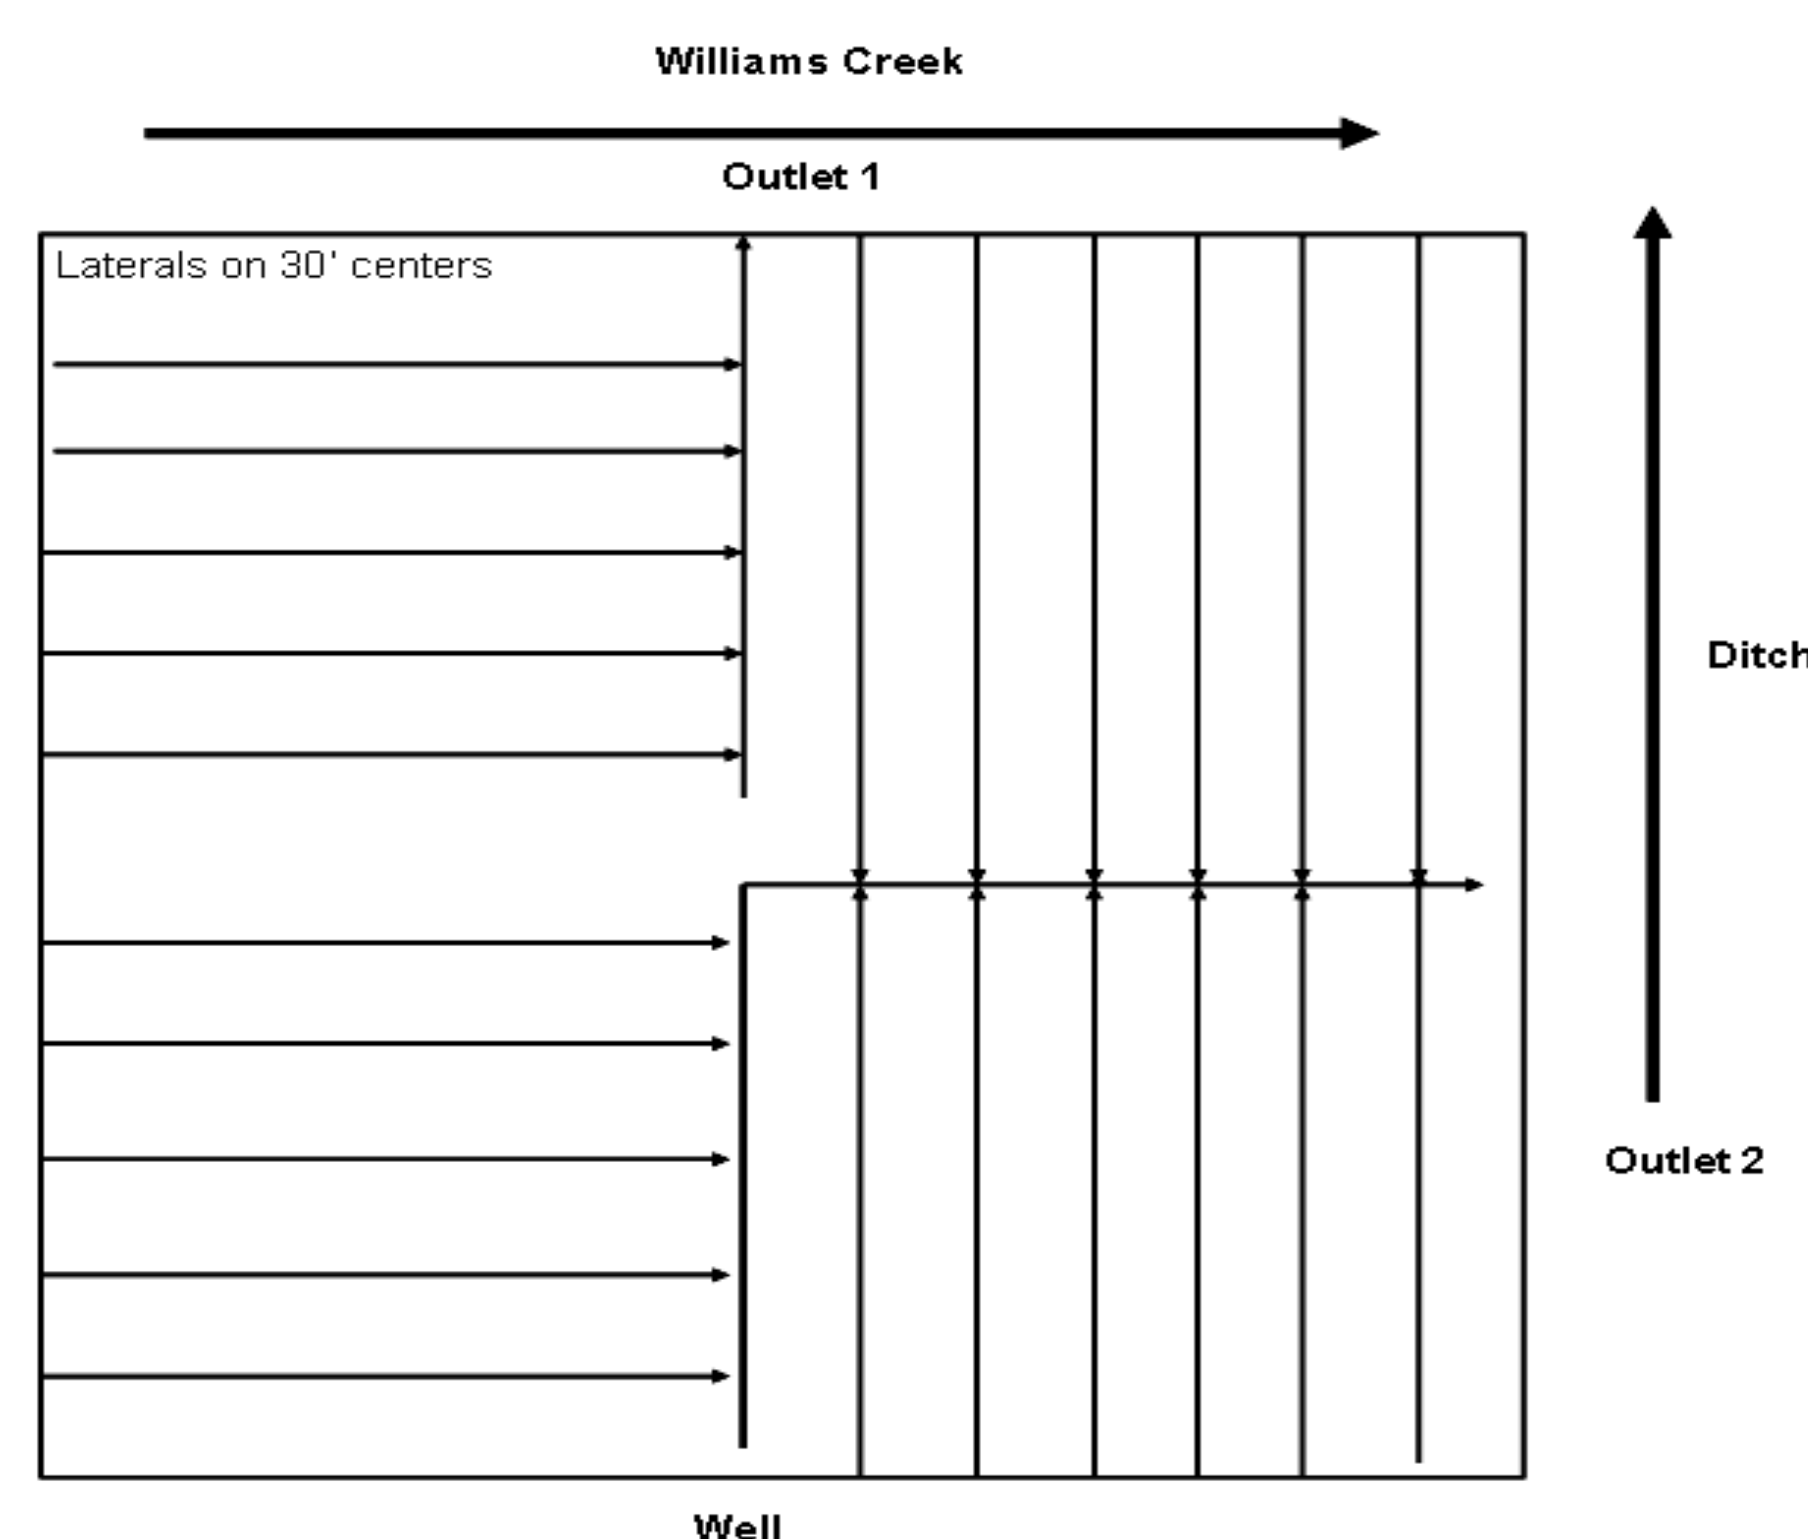 Williams Creek
Outlet 1
Laterals on 30' centers
Ditch
Outlet 2
Well